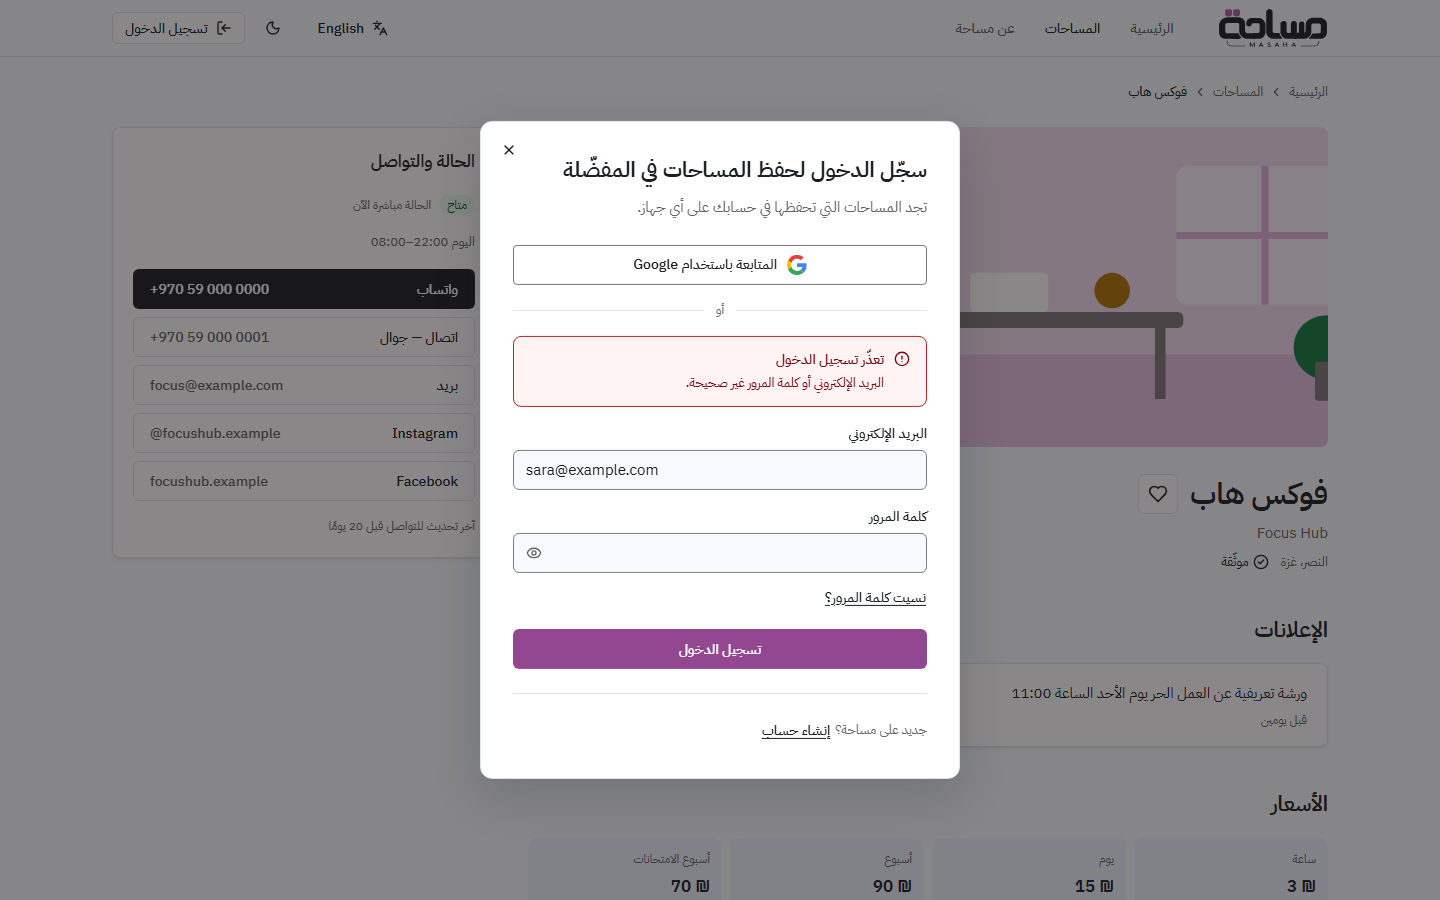 مساحة
MASAHA
الرئيسية
المساحات
عن مساحة
English
تسجيل الدخول
الرئيسية
المساحات
فوكس هاب
فوكس هاب
Focus Hub
النصر، غزة
موثّقة
الإعلانات
ورشة تعريفية عن العمل الحر يوم الأحد الساعة 11:00
قبل يومين
الأسعار
ساعة
3 ₪
يوم
15 ₪
أسبوع
90 ₪
أسبوع الامتحانات
70 ₪
سجّل الدخول لحفظ المساحات في المفضّلة
تجد المساحات التي تحفظها في حسابك على أي جهاز.
المتابعة باستخدام Google
أو
تعذّر تسجيل الدخول
البريد الإلكتروني أو كلمة المرور غير صحيحة.
البريد الإلكتروني
sara@example.com
كلمة المرور
نسيت كلمة المرور؟
تسجيل الدخول
جديد على مساحة؟ إنشاء حساب
الحالة والتواصل
متاح
الحالة مباشرة الآن
اليوم 08:00–22:00
واتساب
+970 59 000 0000
اتصال — جوال
+970 59 000 0001
بريد
focus@example.com
Instagram
@focushub.example
Facebook
focushub.example
آخر تحديث للتواصل قبل 20 يومًا